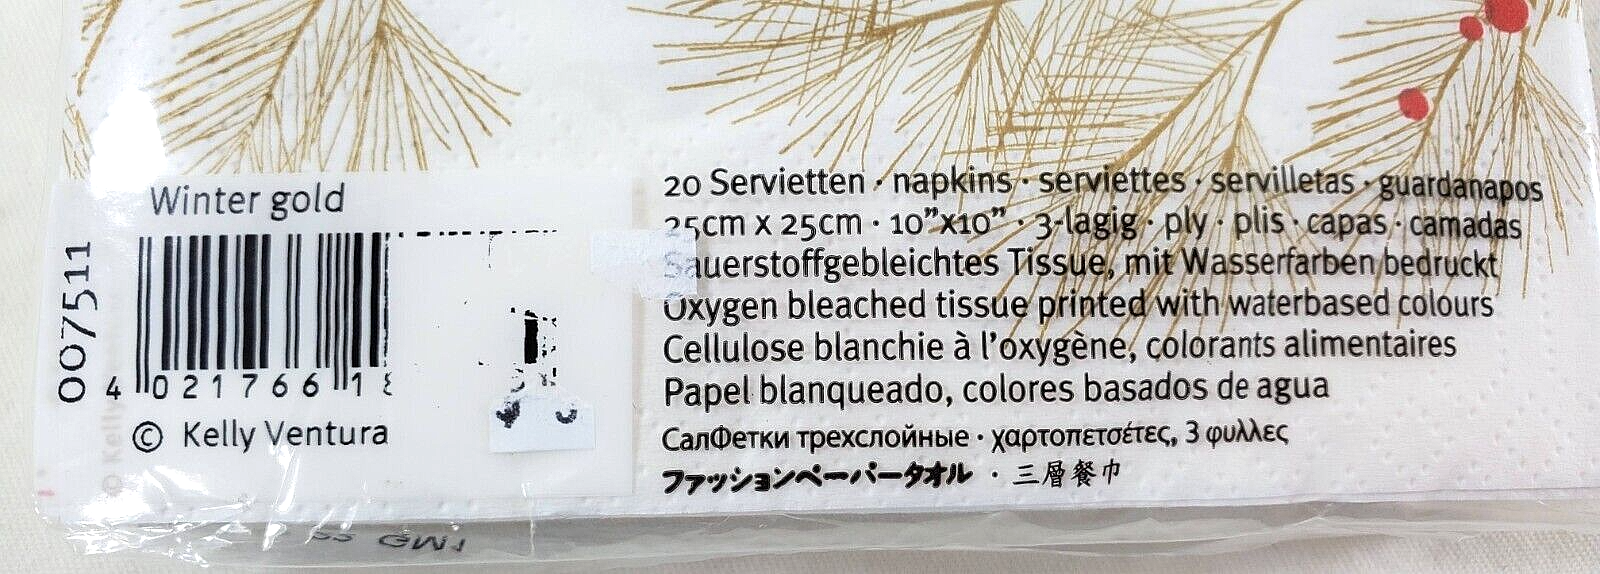 Winter gold
007511
4 021766 1
© Kelly Ventura
20 Servietten · napkins · serviettes · servilletas · guardanapos
25cm x 25cm · 10”x10” · 3-lagig · ply · plis · capas · camadas
Sauerstoffgebleichtes Tissue, mit Wasserfarben bedruckt
Oxygen bleached tissue printed with waterbased colours
Cellulose blanchie à l’oxygène, colorants alimentaires
Papel blanqueado, colores basados de agua
СалФетки трехслойные · χαρτοπετσέτες, 3 φυλλες
ファッションペーパータオル · 三層餐巾